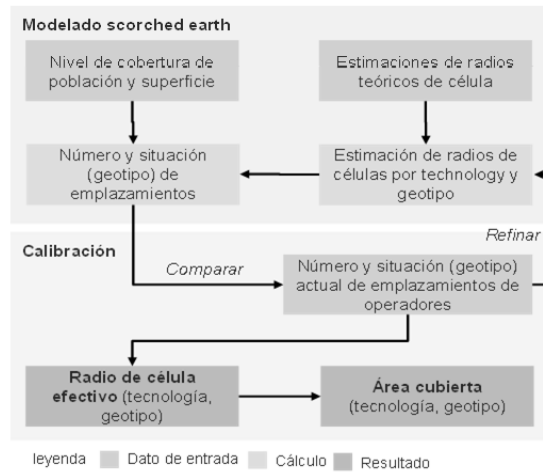 Modelado scorched earth
Nivel de cobertura de
población y superficie
Estimaciones de radios
teóricos de célula
Número y situación
(geotipo) de
emplazamientos
Estimación de radios de
células por technology y
geotipo
Refinar
Calibración
Comparar
Número y situación (geotipo)
actual de emplazamientos de
operadores
Radio de célula
efectivo (tecnología,
geotipo)
Área cubierta
(tecnología, geotipo)
leyenda Dato de entrada Cálculo Resultado